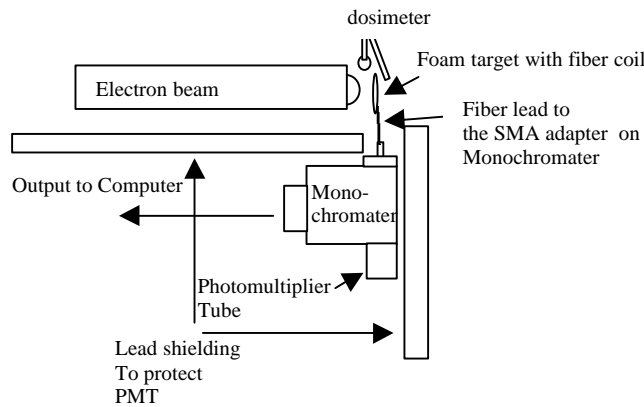 dosimeter
Foam target with fiber coil
Electron beam
Fiber lead to
the SMA adapter on
Monochromater
Output to Computer
Mono-
chromater
Photomultiplier
Tube
Lead shielding
To protect
PMT